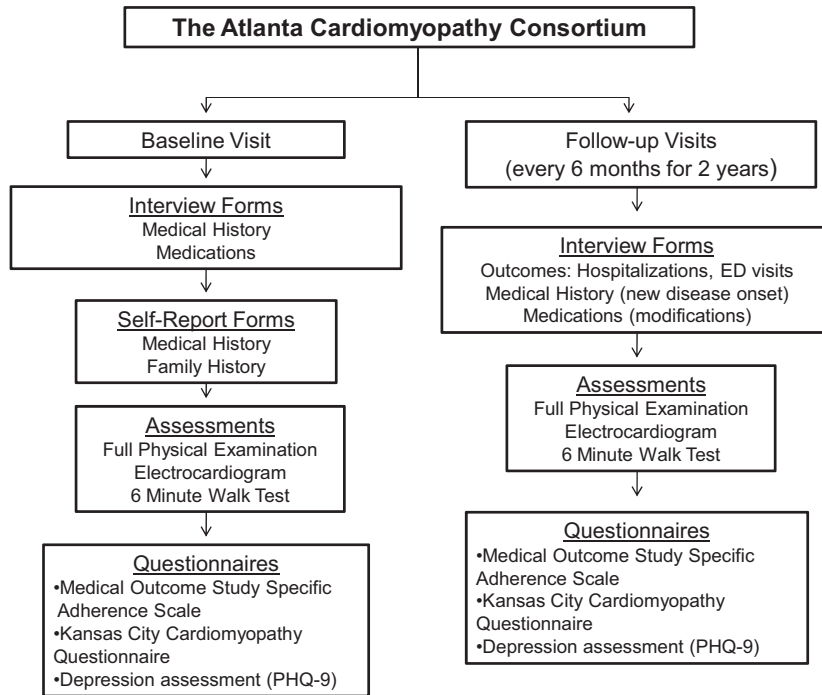 The Atlanta Cardiomyopathy Consortium
Baseline Visit
Interview Forms
Medical History
Medications
Self-Report Forms
Medical History
Family History
Assessments
Full Physical Examination
Electrocardiogram
6 Minute Walk Test
Questionnaires
•Medical Outcome Study Specific
Adherence Scale
•Kansas City Cardiomyopathy
Questionnaire
•Depression assessment (PHQ-9)
Follow-up Visits
(every 6 months for 2 years)
Interview Forms
Outcomes: Hospitalizations, ED visits
Medical History (new disease onset)
Medications (modifications)
Assessments
Full Physical Examination
Electrocardiogram
6 Minute Walk Test
Questionnaires
•Medical Outcome Study Specific
Adherence Scale
•Kansas City Cardiomyopathy
Questionnaire
•Depression assessment (PHQ-9)